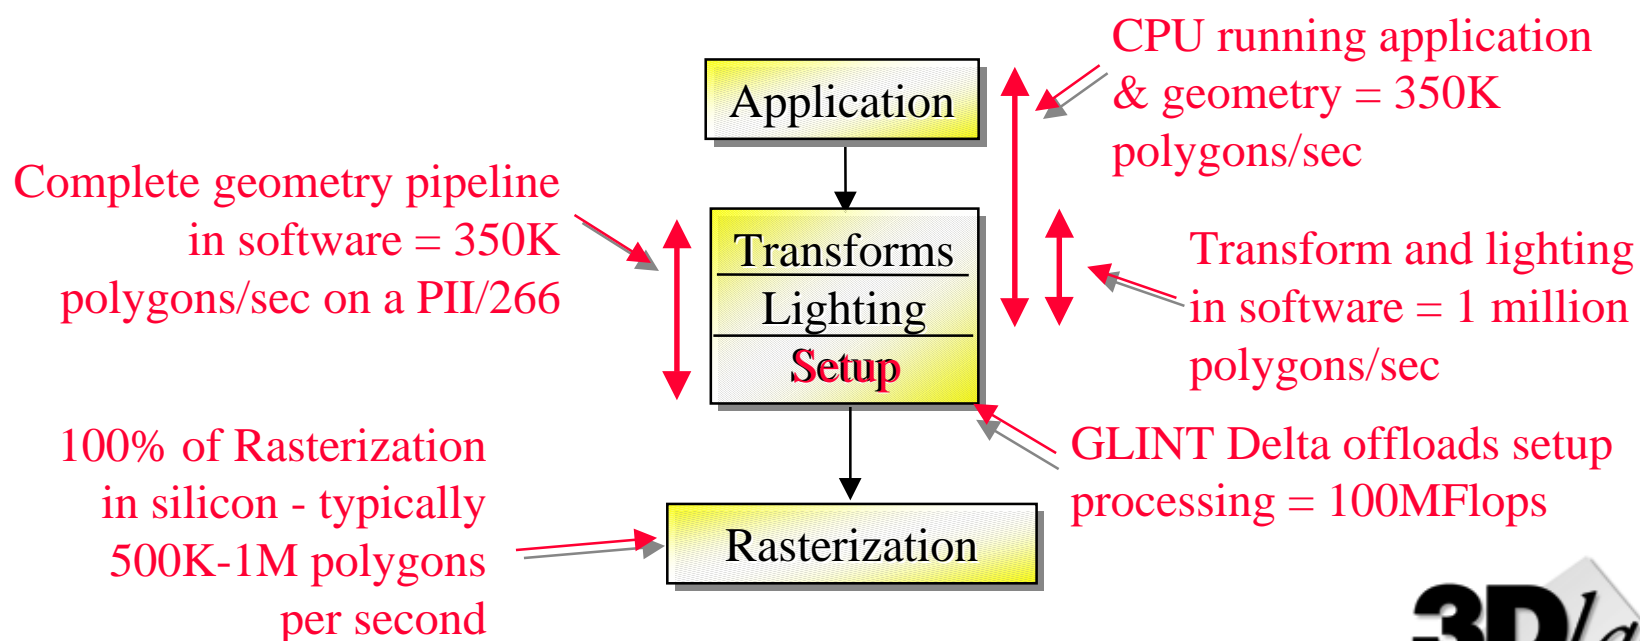 CPU running application
& geometry = 350K
polygons/sec
Application
Complete geometry pipeline
in software = 350K
polygons/sec on a PII/266
Transforms
Lighting
Setup
Transform and lighting
in software = 1 million
polygons/sec
GLINT Delta offloads setup
processing = 100MFlops
100% of Rasterization
in silicon - typically
500K-1M polygons
per second
Rasterization
3Dla